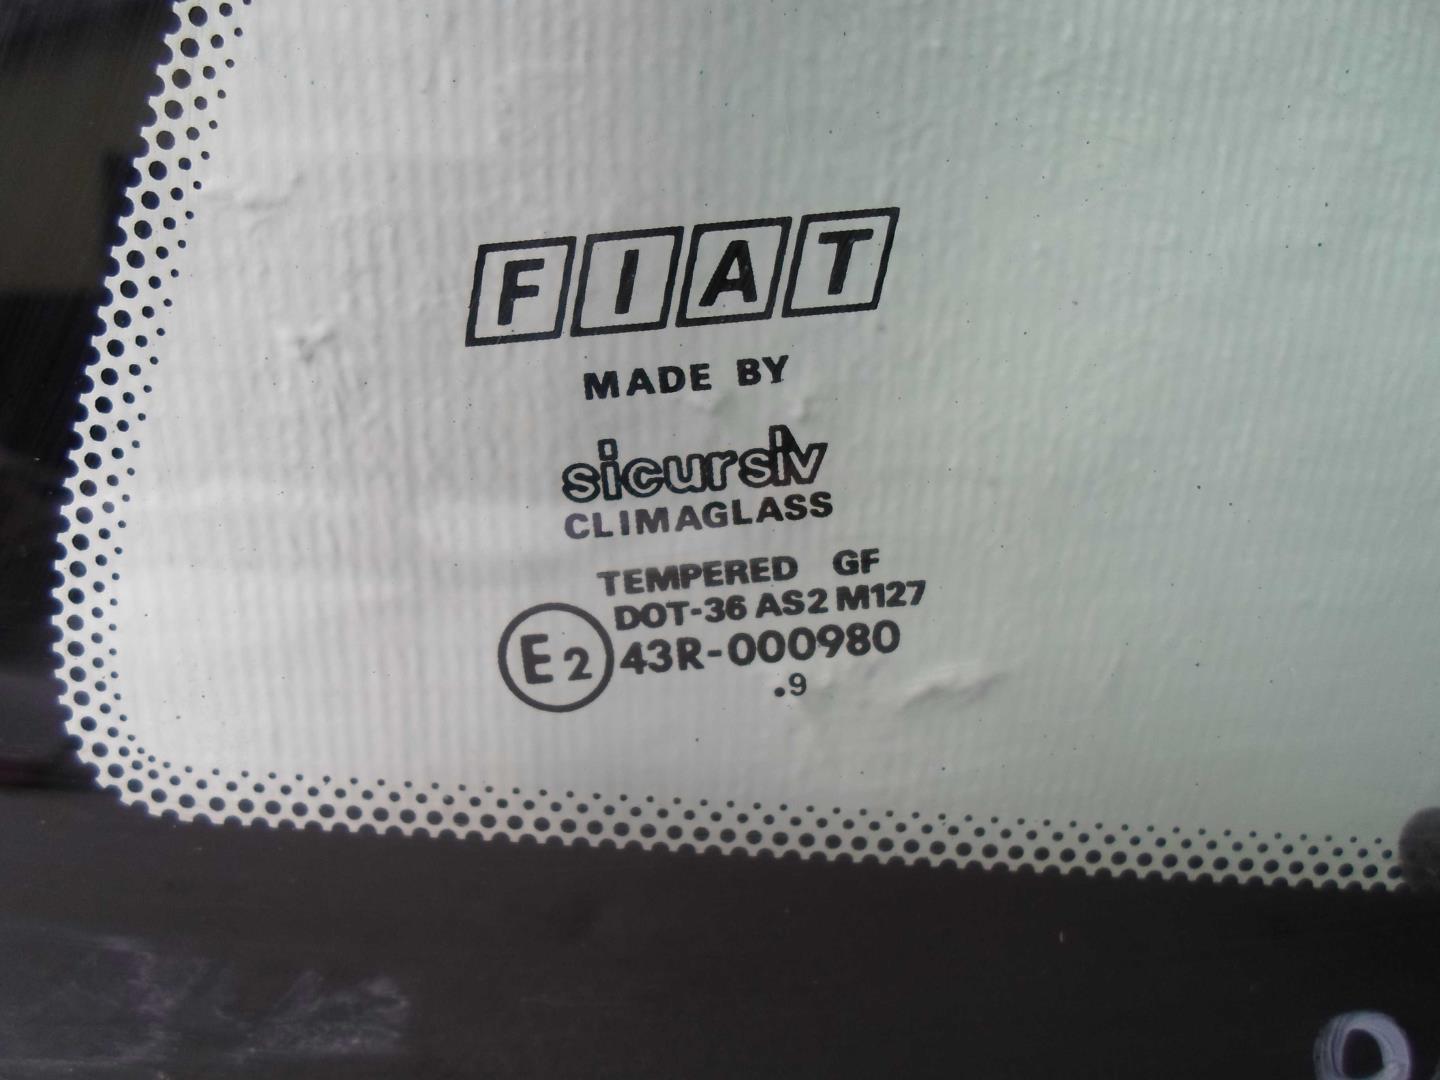 FIAT
MADE BY
sicursiv
CLIMAGLASS
TEMPERED GF
DOT-36 AS2 M127
E2 43R-000980
.9